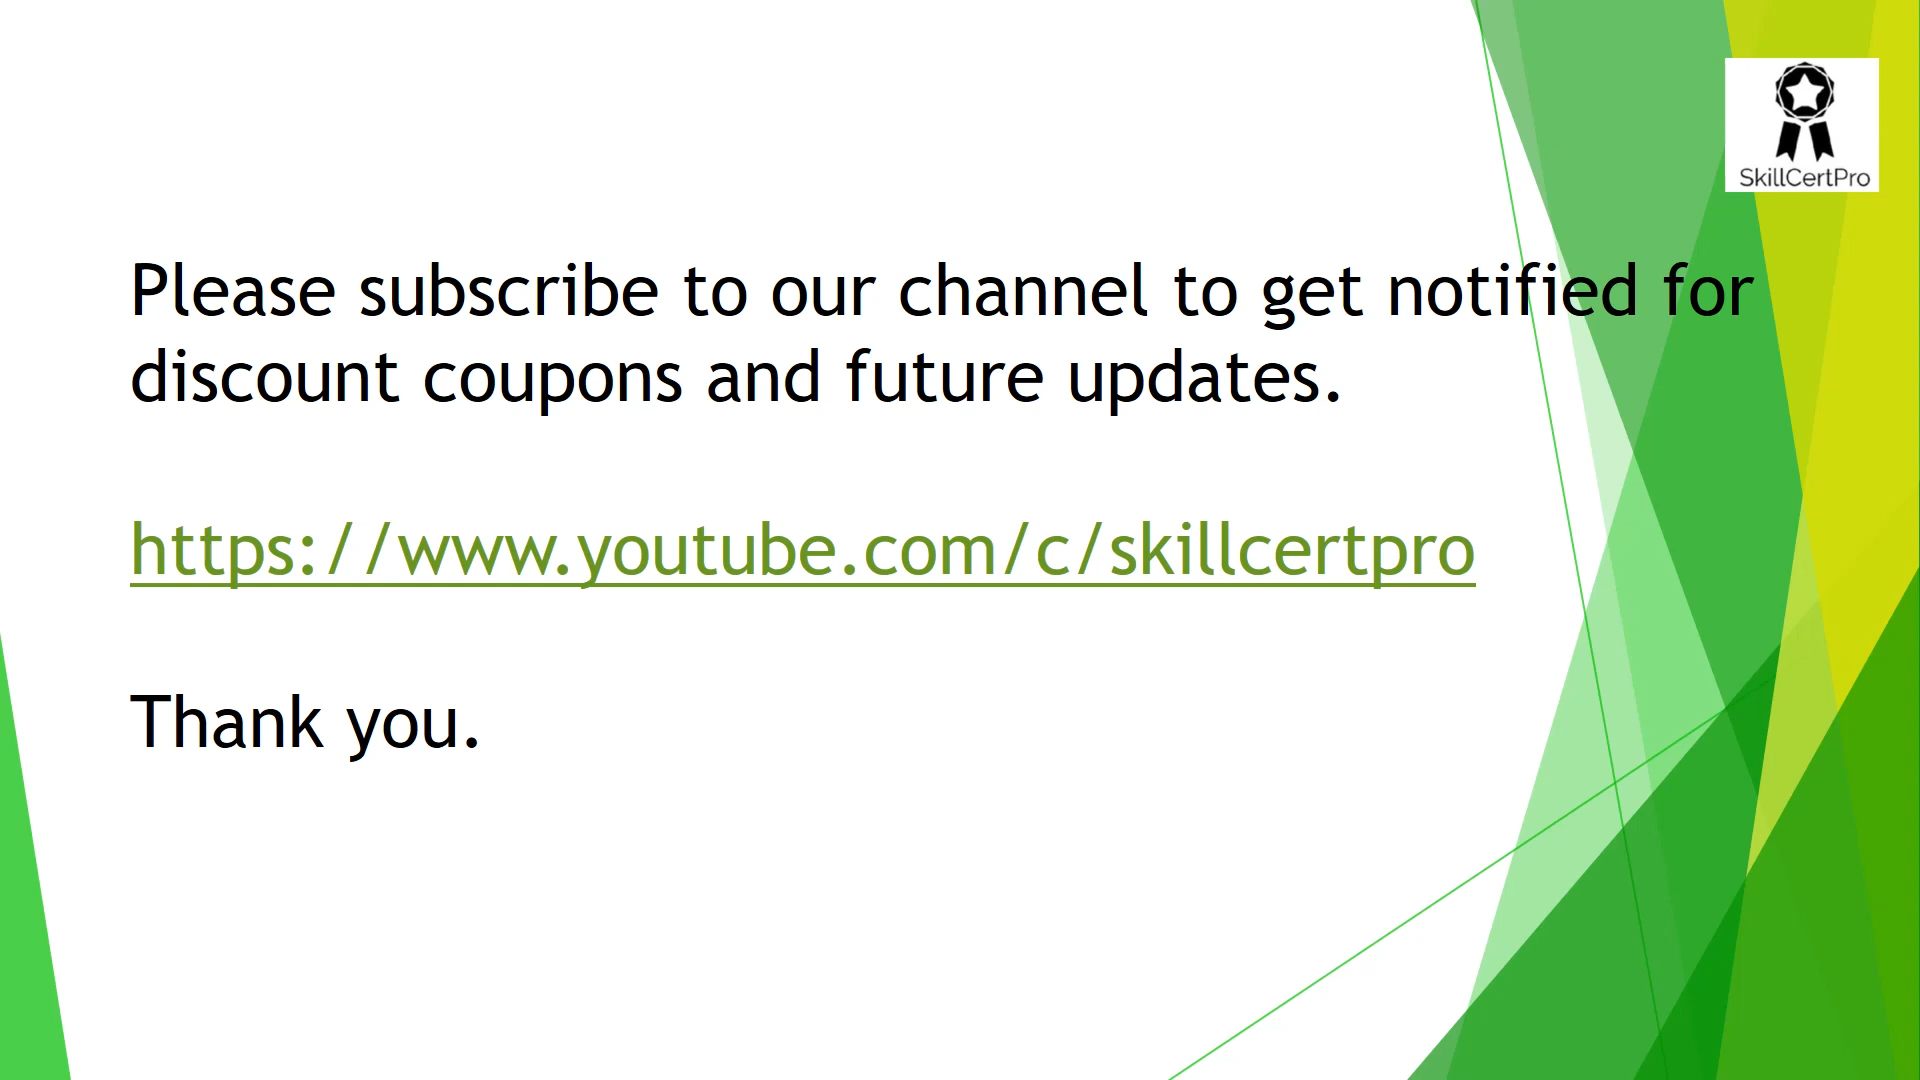 SkillCertPro
Please subscribe to our channel to get notified for
discount coupons and future updates.
https://www.youtube.com/c/skillcertpro
Thank you.